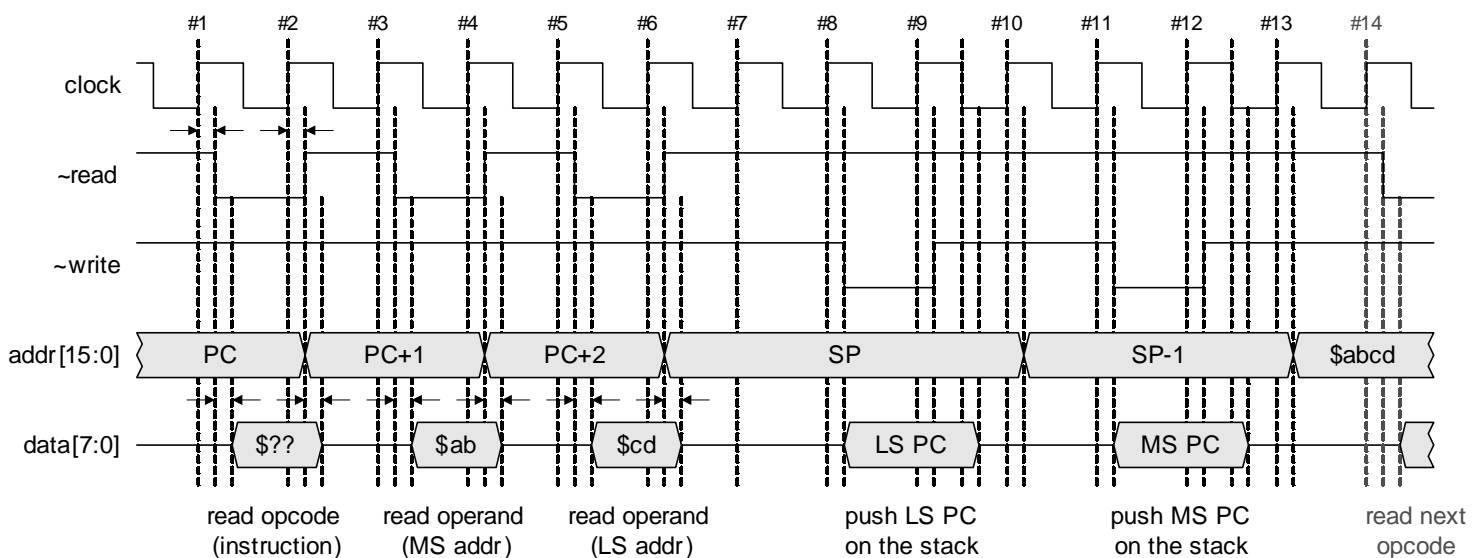 #1 #2 #3 #4 #5 #6 #7 #8 #9 #10 #11 #12 #13 #14
clock
~read
~write
addr[15:0] PC PC+1 PC+2 SP SP-1 $abcd
data[7:0] $?? $ab $cd LS PC MS PC
read opcode read operand read operand push LS PC push MS PC read next
(instruction) (MS addr) (LS addr) on the stack on the stack opcode